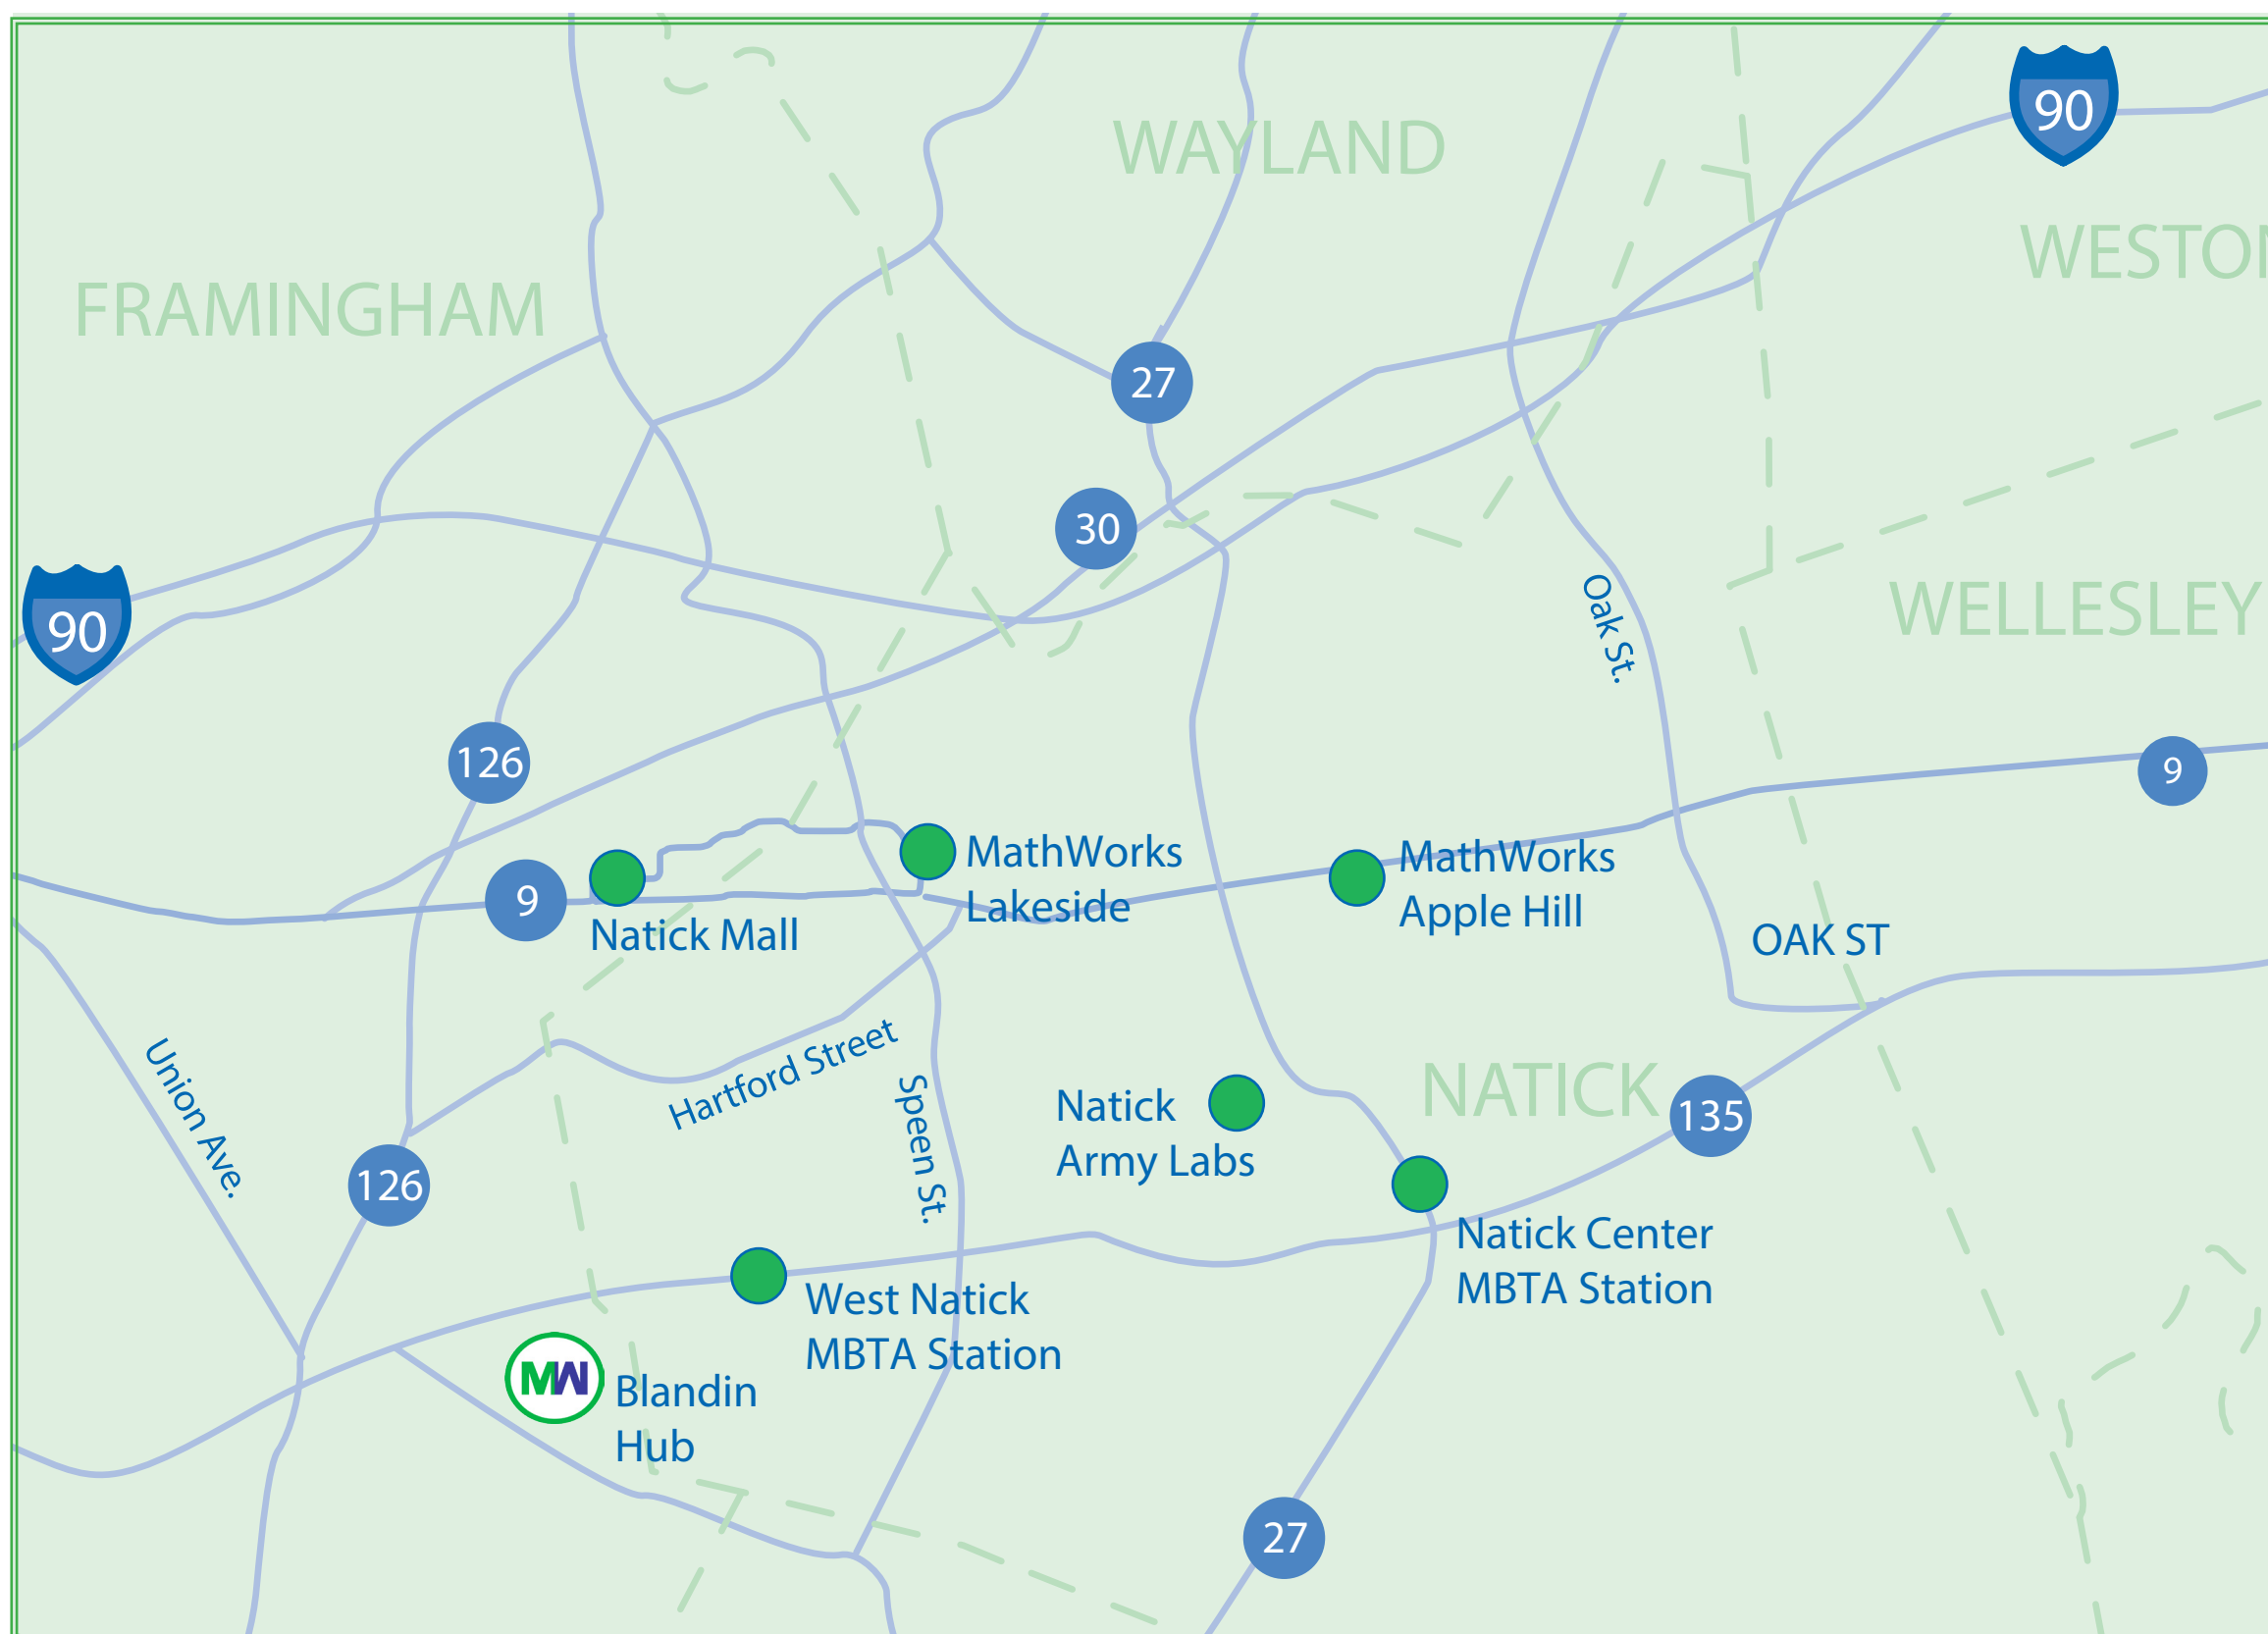 90
WAYLAND
WESTON
FRAMINGHAM
27
30
Oak St.
90
WELLESLEY
126
9
MathWorks
Lakeside
MathWorks
Apple Hill
9
Natick Mall
OAK ST
Union Ave.
Hartford Street
Speen St.
Natick
Army Labs
NATICK
135
126
Natick Center
MBTA Station
West Natick
MBTA Station
MW
Blandin
Hub
27